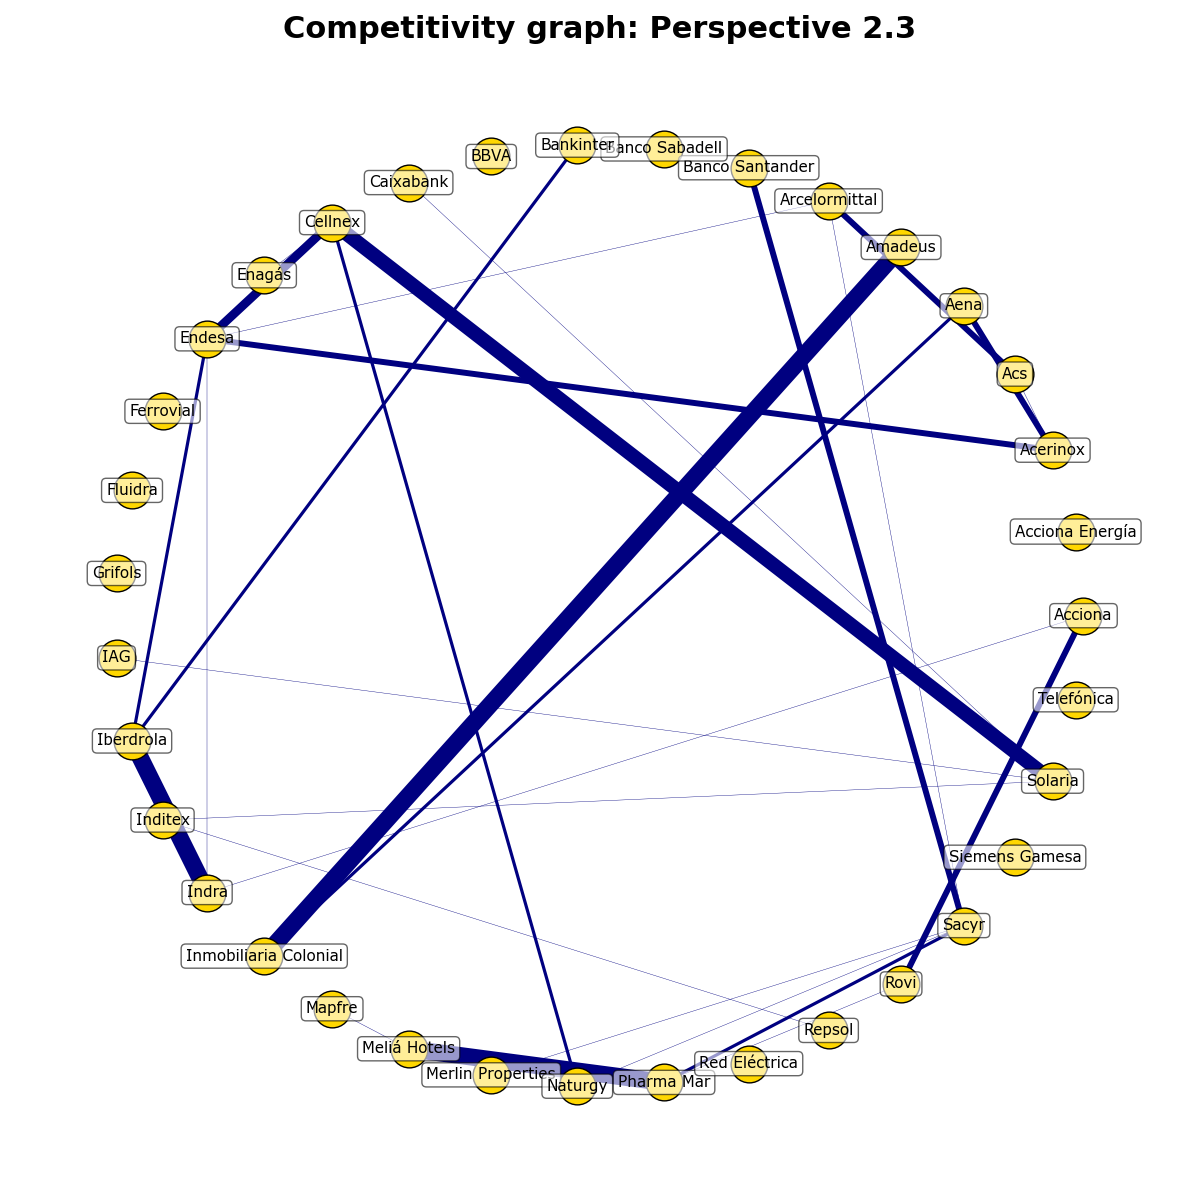 Competitivity graph: Perspective 2.3
Bankinter
Banco Sabadell
BBVA
Banco Santander
Caixabank
Arcelormittal
Cellnex
Amadeus
Enagás
Aena
Endesa
Acs
Ferrovial
Acerinox
Fluidra
Acciona Energía
Grifols
Acciona
IAG
Telefónica
Iberdrola
Solaria
Inditex
Siemens Gamesa
Indra
Sacyr
Inmobiliaria Colonial
Rovi
Mapfre
Repsol
Meliá Hotels
Red Eléctrica
Merlin Properties
Pharma Mar
Naturgy